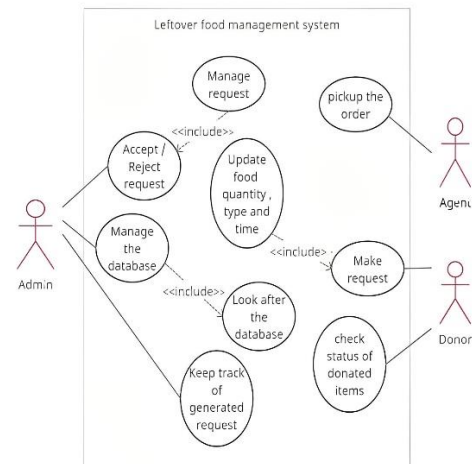 Leftover food management system
Manage
request
pickup the
order
<<include>>
Accept /
Reject
request
Update
food
quantity ,
type and
time
Agent
Manage
the
database
<<include>
Make
request
Admin
<<include>>
Look after
the
database
Donor
check
status of
donated
items
Keep track
of
generated
request